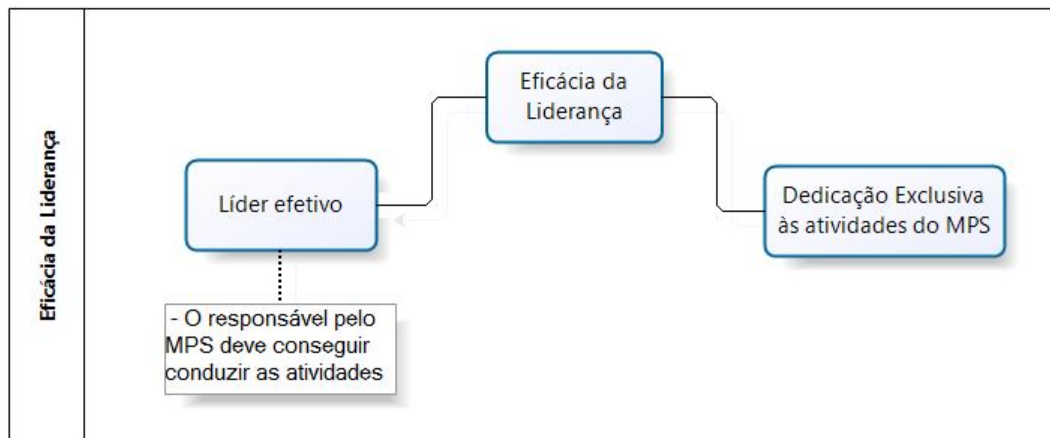 Eficácia da Liderança
Eficácia da
Liderança
Líder efetivo
Dedicação Exclusiva
às atividades do MPS
- O responsável pelo
MPS deve conseguir
conduzir as atividades